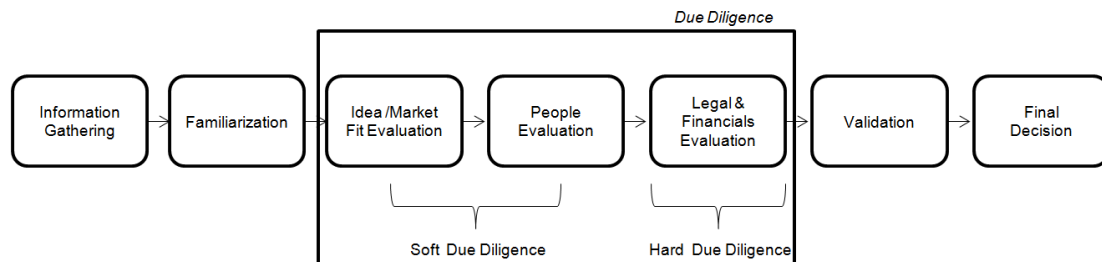 Due Diligence
Information
Gathering
Familiarization
Idea /Market
Fit Evaluation
People
Evaluation
Legal &
Financials
Evaluation
Validation
Final
Decision
Soft Due Diligence
Hard Due Diligence